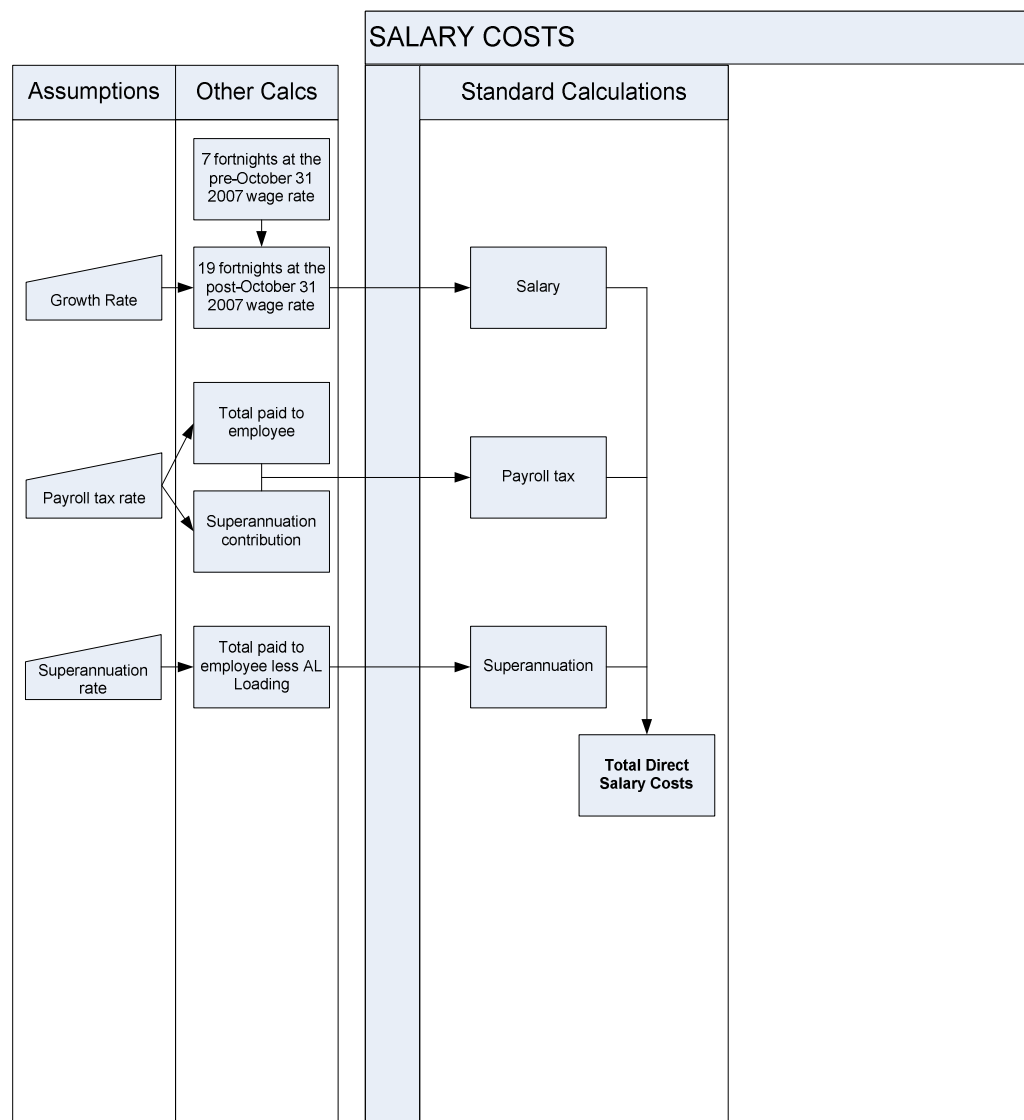 SALARY COSTS
Assumptions
Other Calcs
Standard Calculations
7 fortnights at the
pre-October 31
2007 wage rate
Growth Rate
19 fortnights at the
post-October 31
2007 wage rate
Salary
Total paid to
employee
Payroll tax rate
Payroll tax
Superannuation
contribution
Superannuation
rate
Total paid to
employee less AL
Loading
Superannuation
Total Direct
Salary Costs